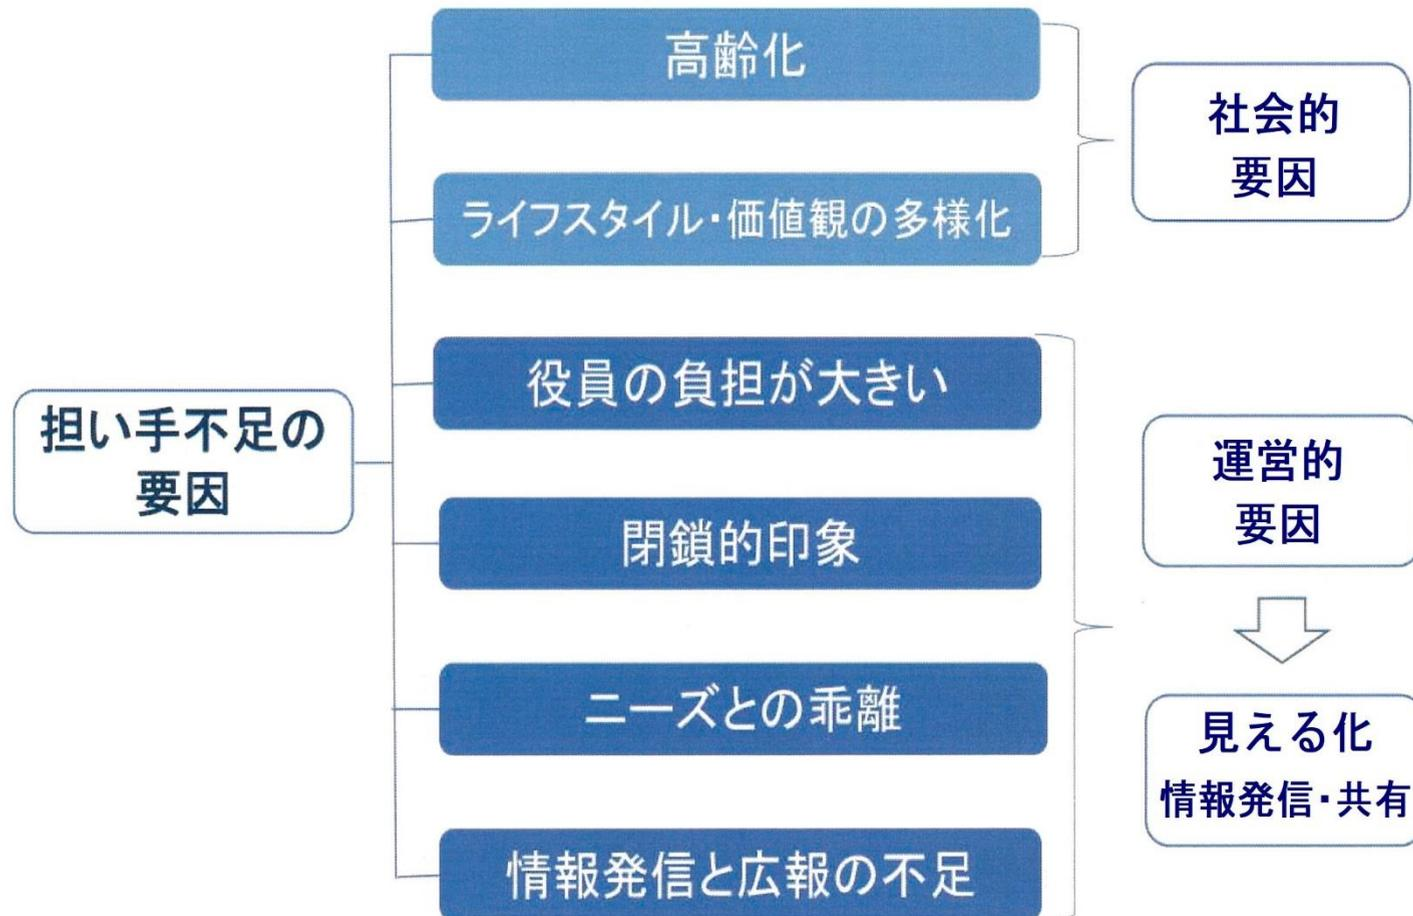 担い手不足の
要因
高齢化
ライフスタイル・価値観の多様化
役員の負担が大きい
閉鎖的印象
ニーズとの乖離
情報発信と広報の不足
社会的
要因
運営的
要因
見える化
情報発信・共有